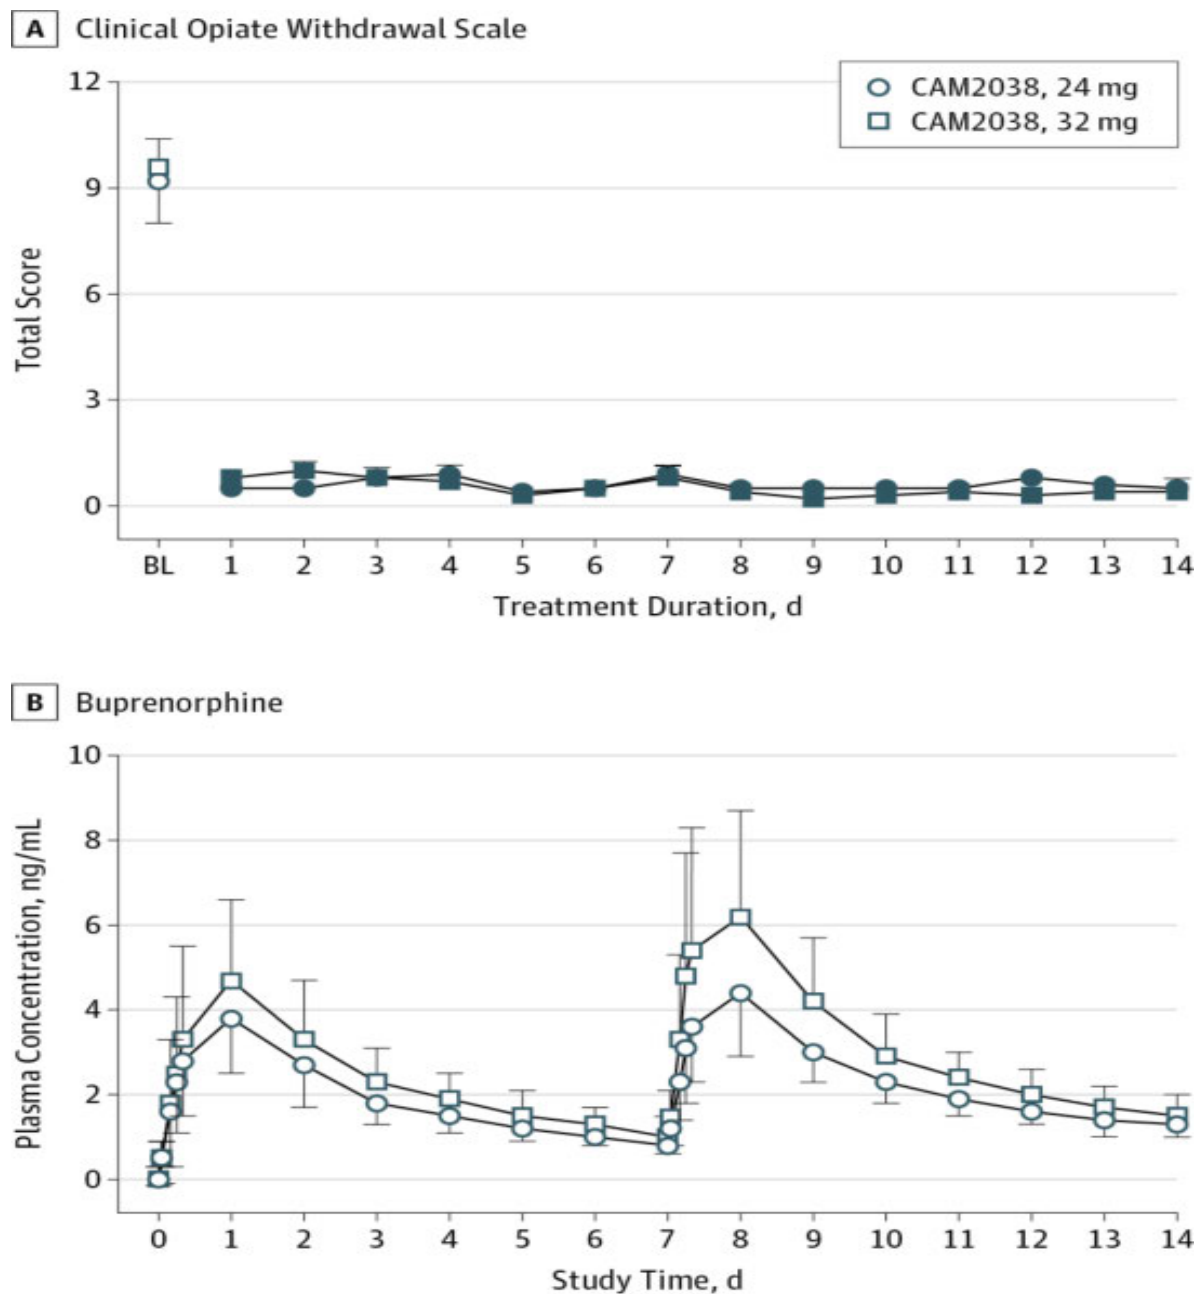 A Clinical Opiate Withdrawal Scale
CAM2038, 24 mg
CAM2038, 32 mg
Total Score
12
9
6
3
0
BL 1 2 3 4 5 6 7 8 9 10 11 12 13 14
Treatment Duration, d
B Buprenorphine
Plasma Concentration, ng/mL
10
8
6
4
2
0
0 1 2 3 4 5 6 7 8 9 10 11 12 13 14
Study Time, d